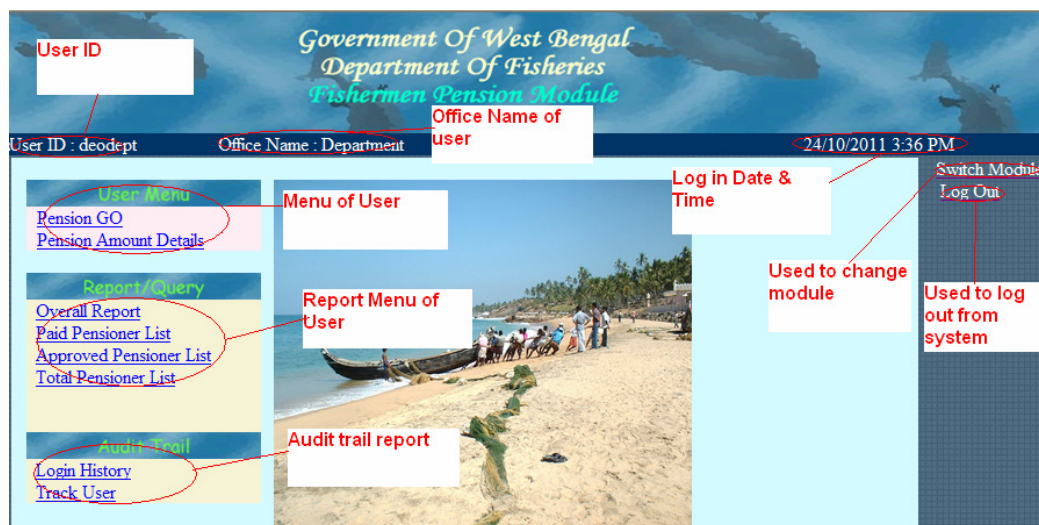 User ID
Government Of West Bengal
Department Of Fisheries
Fishermen Pension Module
Office Name of
user
User ID : deodept
Office Name : Department
24/10/2011 3:36 PM
Switch Module
Log Out
Log in Date &
Time
User Menu
Pension GO
Pension Amount Details
Menu of User
Used to change
module
Used to log
out from
system
Report/Query
Overall Report
Paid Pensioner List
Approved Pensioner List
Total Pensioner List
Report Menu of
User
Audit Trail
Login History
Track User
Audit trail report